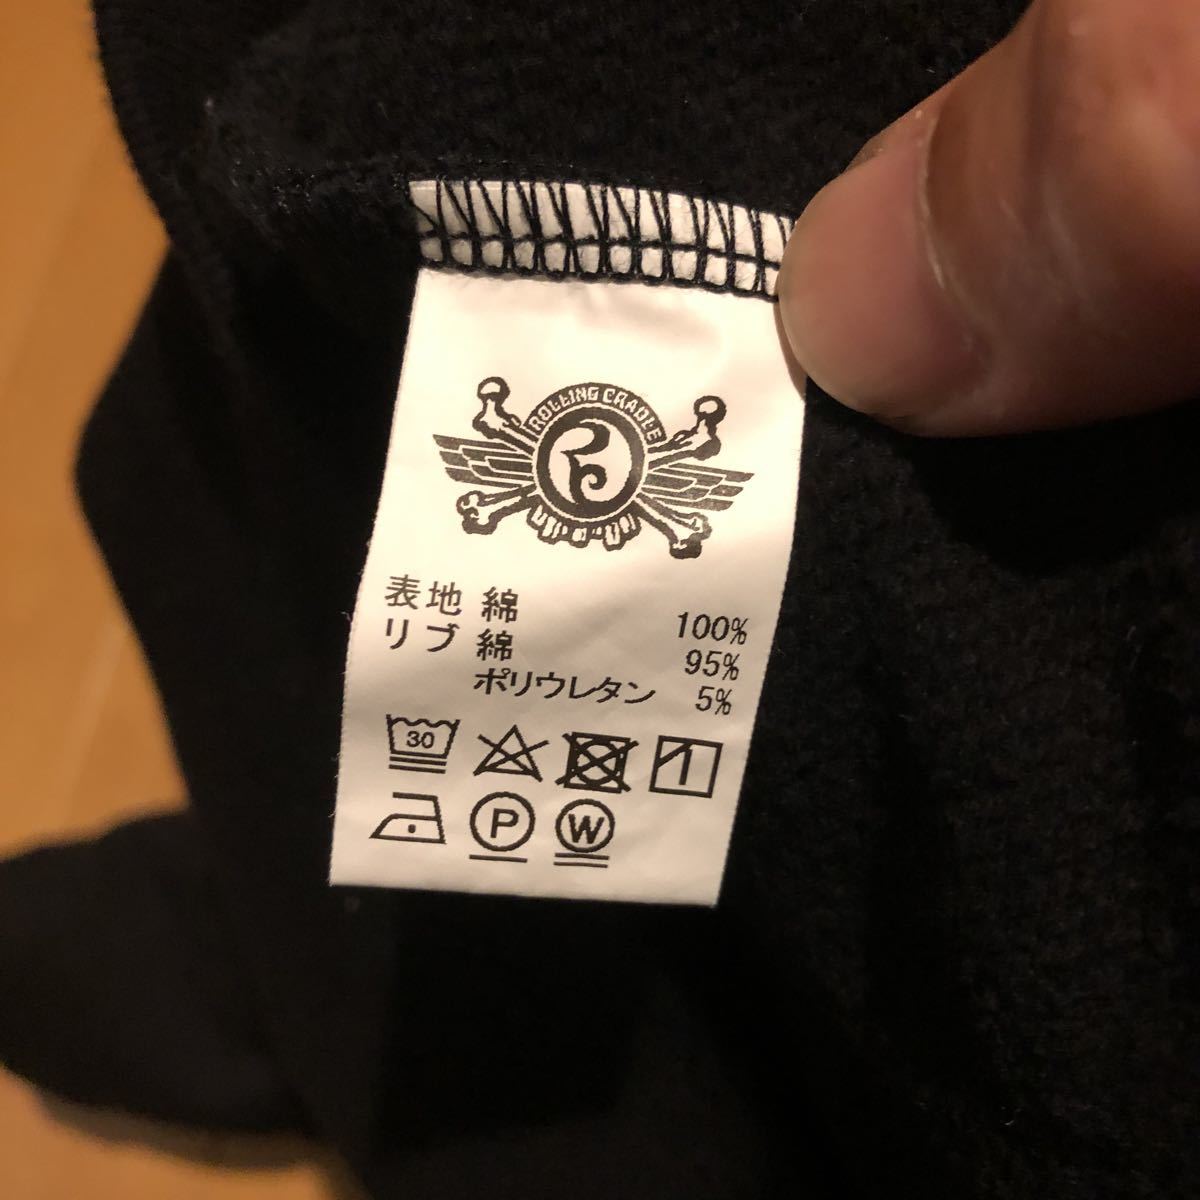 ROLLING CRADLE
表地 綿 100%
リブ 綿 95%
ポリウレタン 5%
30
P W